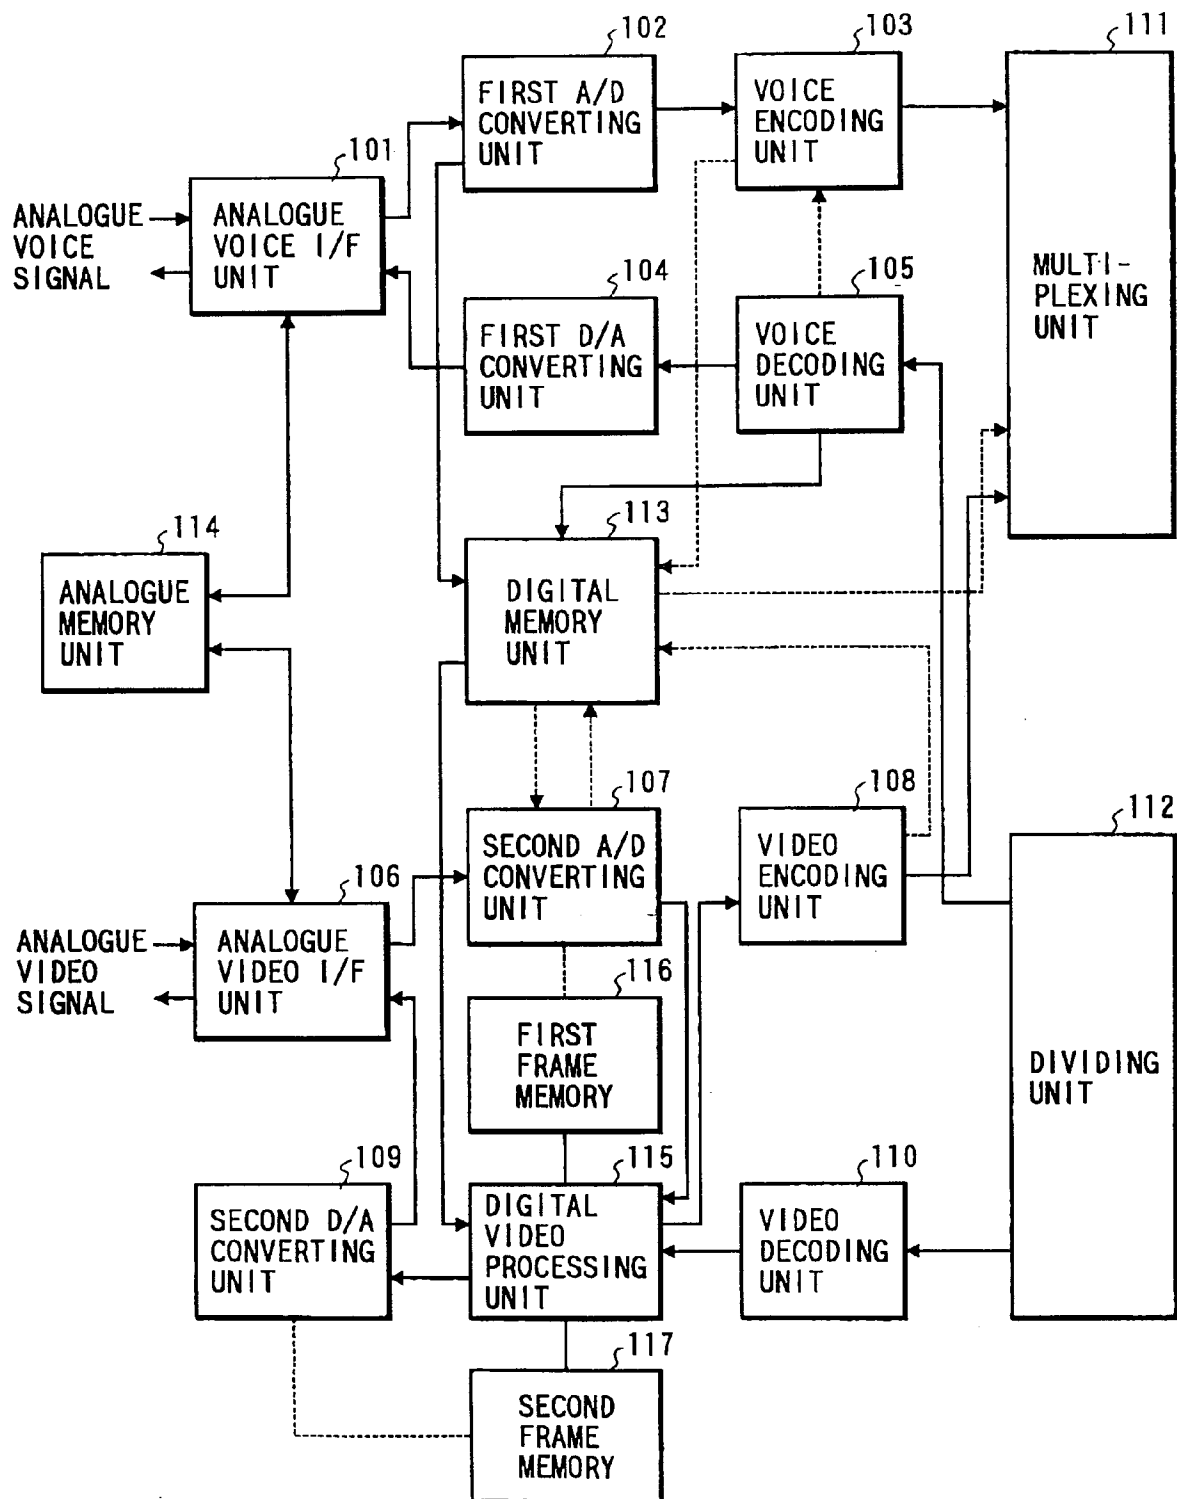 102
FIRST A/D
CONVERTING
UNIT
103
VOICE
ENCODING
UNIT
111
MULTI-
PLEXING
UNIT
101
ANALOGUE
VOICE I/F
UNIT
ANALOGUE
VOICE
SIGNAL
104
FIRST D/A
CONVERTING
UNIT
105
VOICE
DECODING
UNIT
114
ANALOGUE
MEMORY
UNIT
113
DIGITAL
MEMORY
UNIT
107
SECOND A/D
CONVERTING
UNIT
108
VIDEO
ENCODING
UNIT
112
DIVIDING
UNIT
106
ANALOGUE
VIDEO I/F
UNIT
ANALOGUE
VIDEO
SIGNAL
116
FIRST
FRAME
MEMORY
109
SECOND D/A
CONVERTING
UNIT
115
DIGITAL
VIDEO
PROCESSING
UNIT
110
VIDEO
DECODING
UNIT
117
SECOND
FRAME
MEMORY